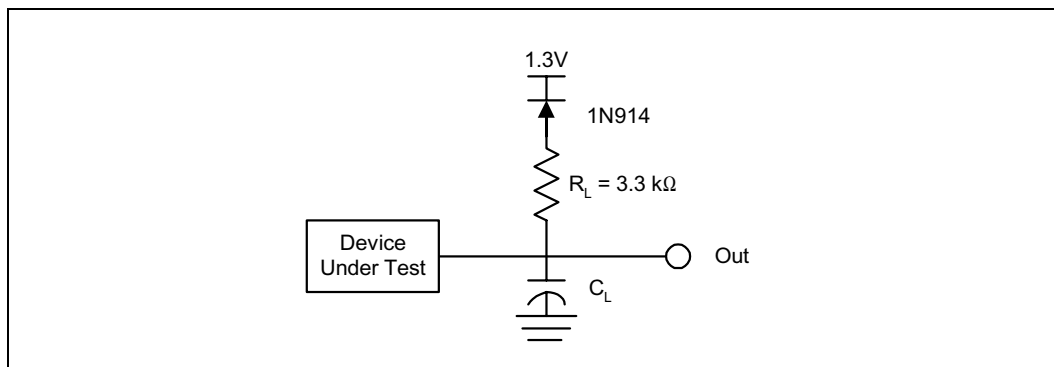 1.3V
1N914
R_L = 3.3 kΩ
Device
Under Test
Out
C_L